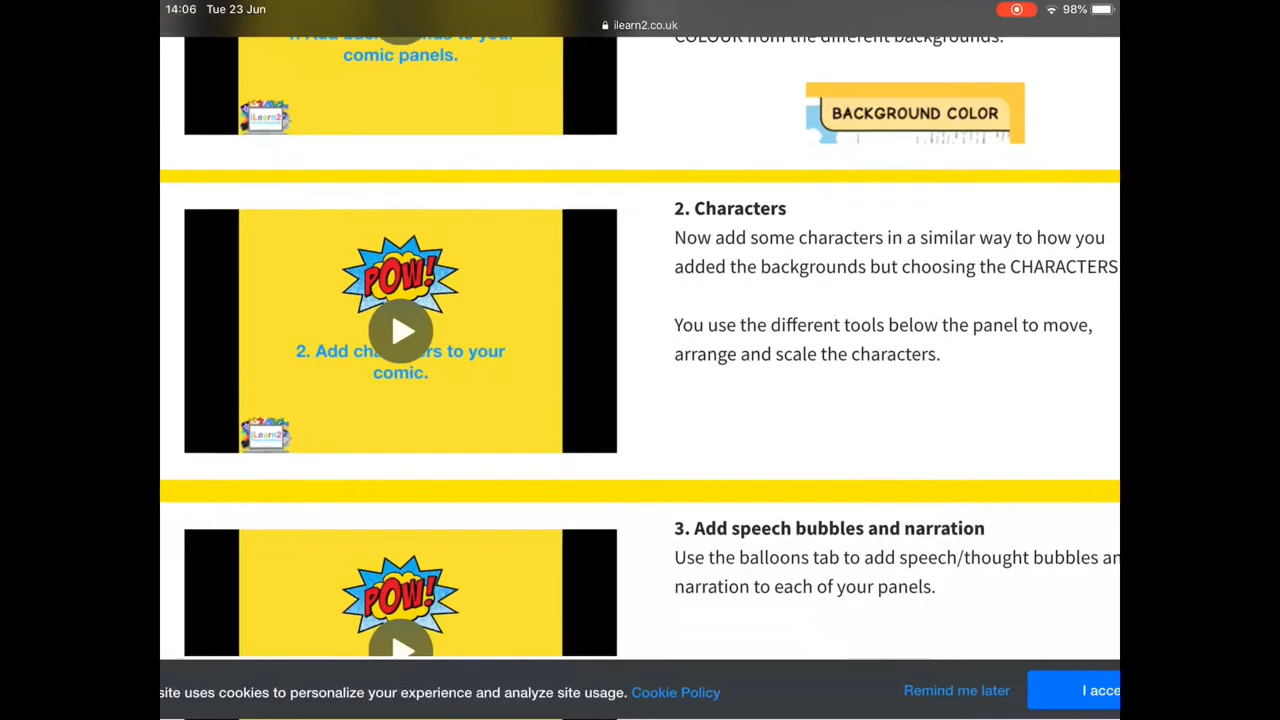 14:06 Tue 23 Jun
98%
ilearn2.co.uk
comic panels.
iLearn2
COLOUR from the different backgrounds.
BACKGROUND COLOR
POW!
2. Add characters to your
comic.
iLearn2
2. Characters
Now add some characters in a similar way to how you
added the backgrounds but choosing the CHARACTERS
You use the different tools below the panel to move,
arrange and scale the characters.
POW!
3. Add speech bubbles and narration
Use the balloons tab to add speech/thought bubbles an
narration to each of your panels.
site uses cookies to personalize your experience and analyze site usage. Cookie Policy
Remind me later
I acce